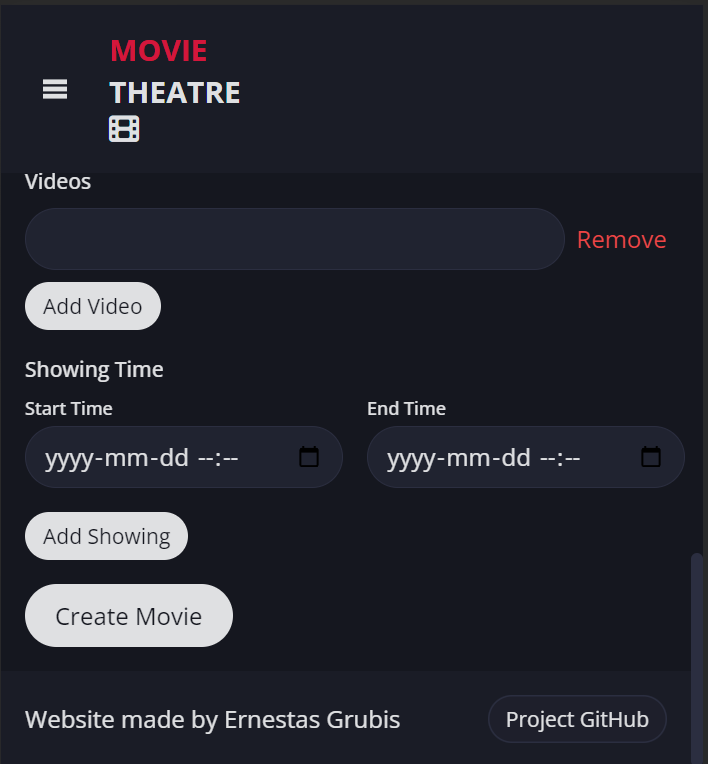 MOVIE
THEATRE
Videos
Remove
Add Video
Showing Time
Start Time
End Time
yyyy-mm-dd --:--
yyyy-mm-dd --:--
Add Showing
Create Movie
Website made by Ernestas Grubis
Project GitHub